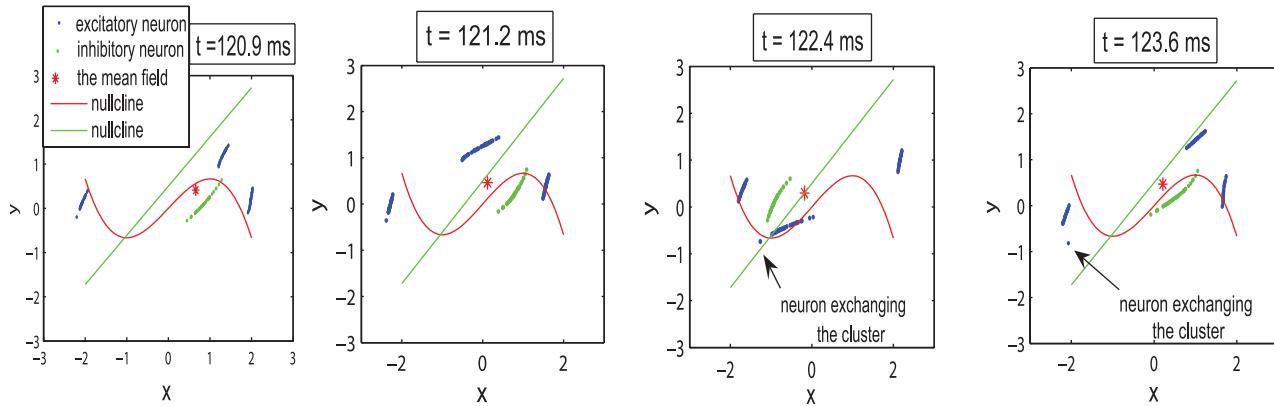 excitatory neuron
inhibitory neuron
the mean field
nullcline
nullcline
t =120.9 ms
t = 121.2 ms
t = 122.4 ms
t = 123.6 ms
3
2
1
0
−1
−2
−3
y
−3
−2
−1
0
1
2
3
X
3
2
1
0
−1
−2
−3
y
−2
0
2
X
3
2
1
0
−1
−2
−3
y
−2
0
2
X
neuron exchanging
the cluster
3
2
1
0
−1
−2
−3
y
−2
0
2
X
neuron exchanging
the cluster